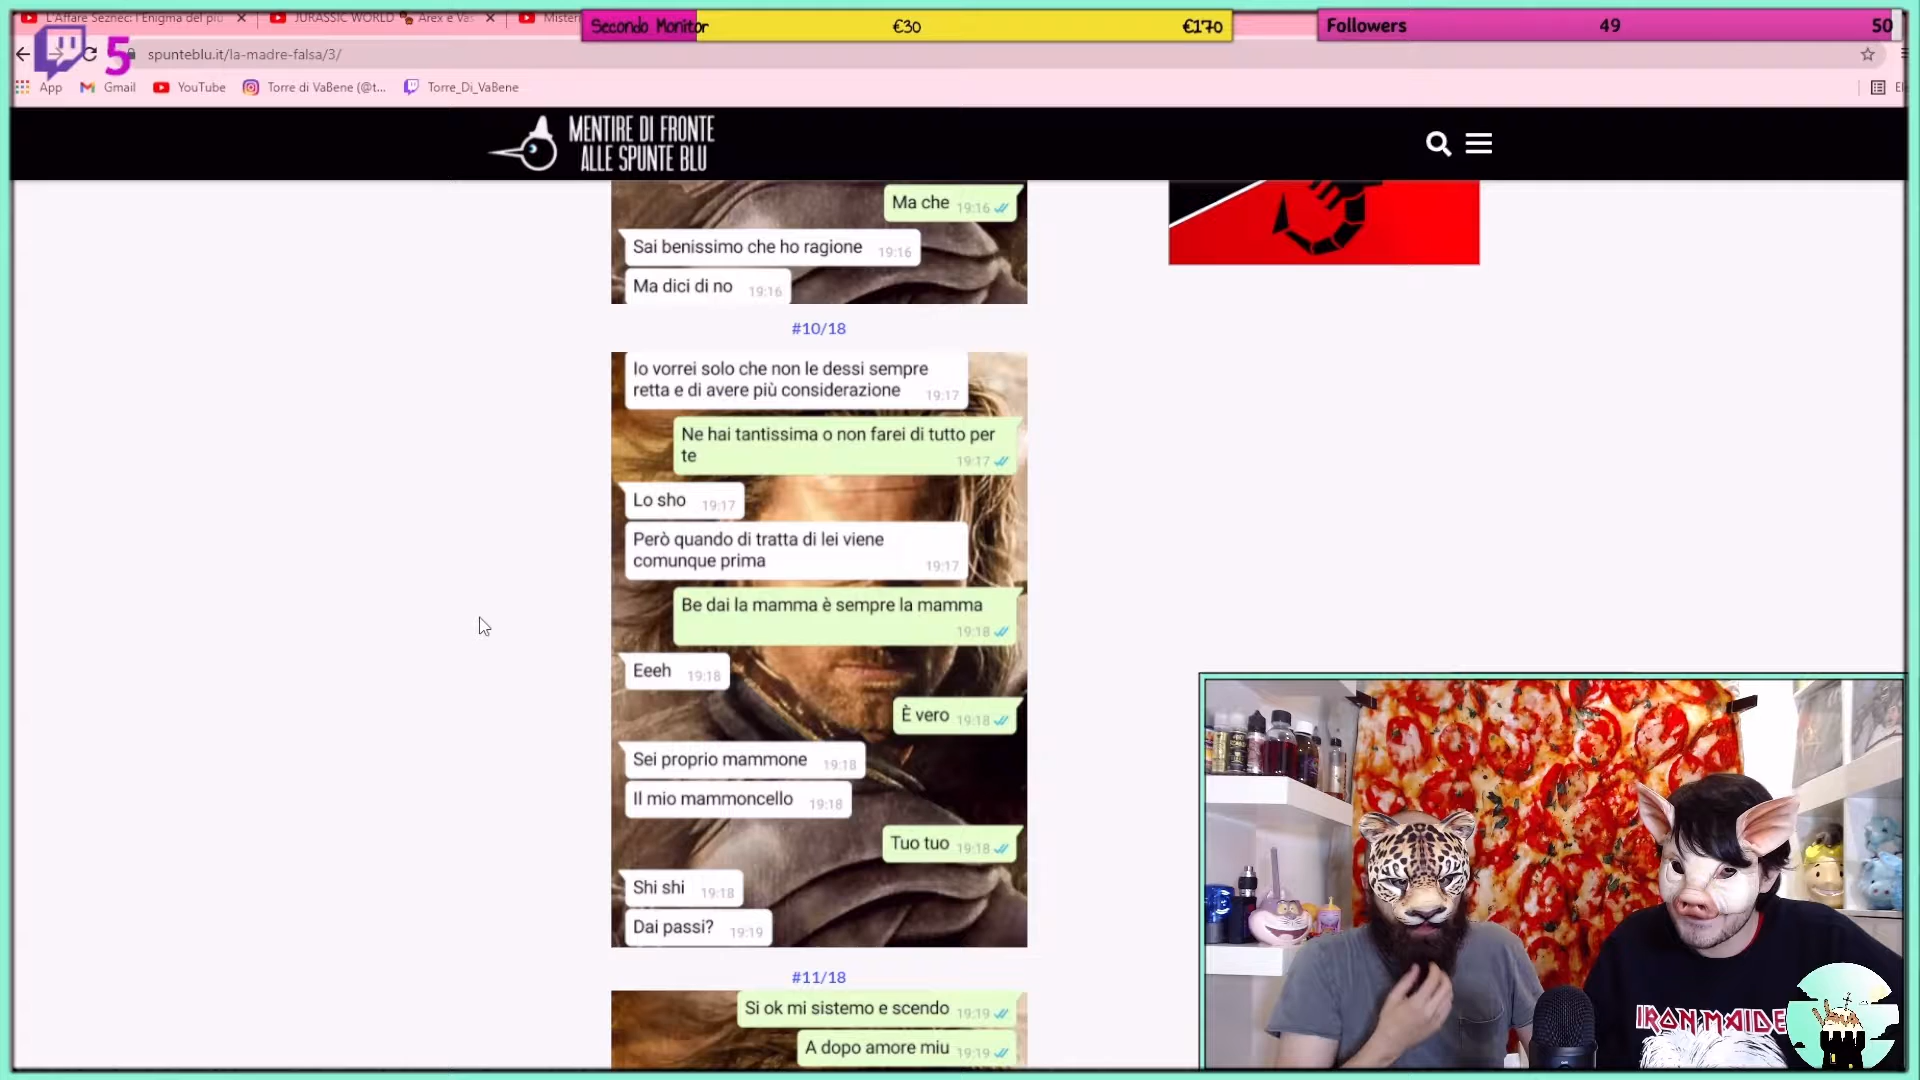 L'Affare Seznec: l'Enigma del più
JURASSIC WORLD
Arex e Vas
Secondo Monitor
€30
€170
Followers
49
50
5
spunteblu.it/la-madre-falsa/3/
App
Gmail
YouTube
Torre di VaBene (@t...
Torre_Di_VaBene
MENTIRE DI FRONTE
ALLE SPUNTE BLU
Ma che 19:16
Sai benissimo che ho ragione 19:16
Ma dici di no 19:16
#10/18
Io vorrei solo che non le dessi sempre
retta e di avere più considerazione 19:17
Ne hai tantissima o non farei di tutto per
te 19:17
Lo sho 19:17
Però quando di tratta di lei viene
comunque prima 19:17
Be dai la mamma è sempre la mamma
19:18
Eeeh 19:18
È vero 19:18
Sei proprio mammone 19:18
Il mio mammoncello 19:18
Tuo tuo 19:18
Shi shi 19:18
Dai passi? 19:19
#11/18
Si ok mi sistemo e scendo 19:19
A dopo amore miu 19:19
IRON MAIDE